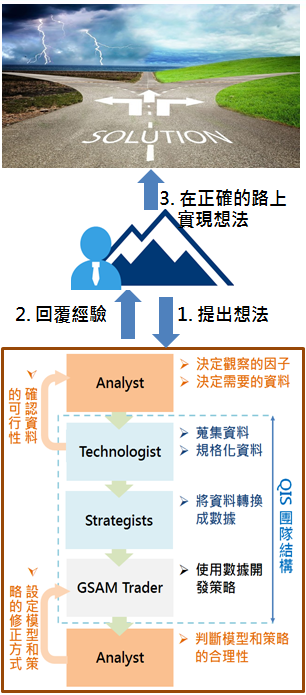 SOLUTION
3. 在正確的路上
實現想法
2. 回覆經驗
1. 提出想法
Analyst
➢ 決定觀察的因子
➢ 決定需要的資料
➢ 確認資料
的可行性
Technologist
➢ 蒐集資料
➢ 規格化資料
Strategists
➢ 將資料轉換
成數據
QIS 團隊結構
GSAM Trader
➢ 使用數據開
發策略
➢ 設定模型和策
略的修正方式
Analyst
➢ 判斷模型和策略
的合理性